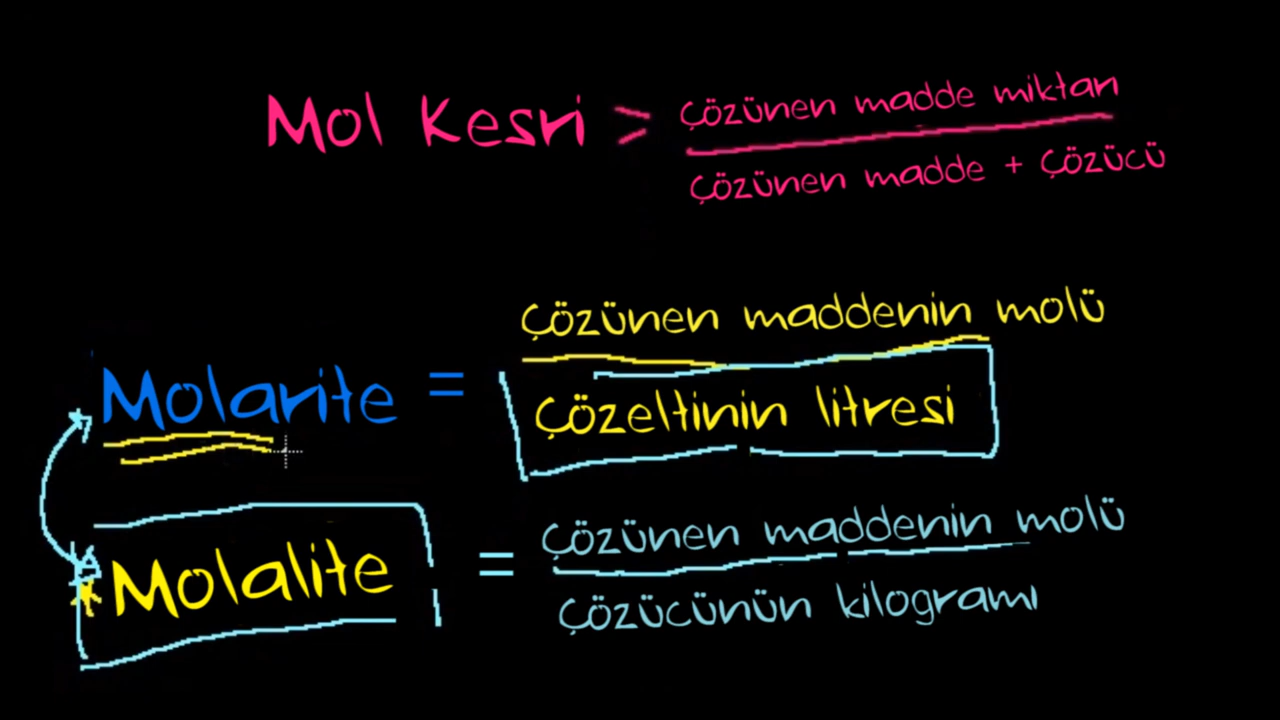 Mol Kesri > çözünen madde miktarı
çözünen madde + çözücü
çözünen maddenin molü
Molarite = çözeltinin litresi
çözünen maddenin molü
*Molalite = çözücünün kilogramı